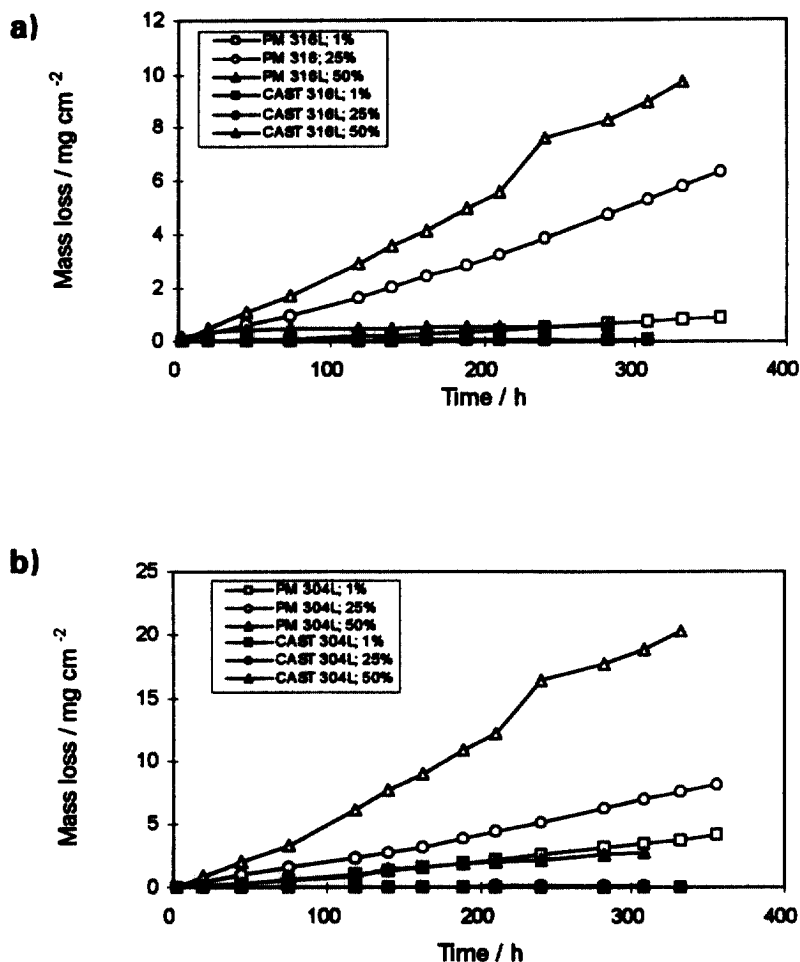 a)
12
10
8
6
4
2
0
Mass loss / mg cm-2
PM 316L; 1%
PM 316; 25%
PM 316L; 50%
CAST 316L; 1%
CAST 316L; 25%
CAST 316L; 50%
0 100 200 300 400
Time / h
b)
25
20
15
10
5
0
Mass loss / mg cm-2
PM 304L; 1%
PM 304L; 25%
PM 304L; 50%
CAST 304L; 1%
CAST 304L; 25%
CAST 304L; 50%
0 100 200 300 400
Time / h